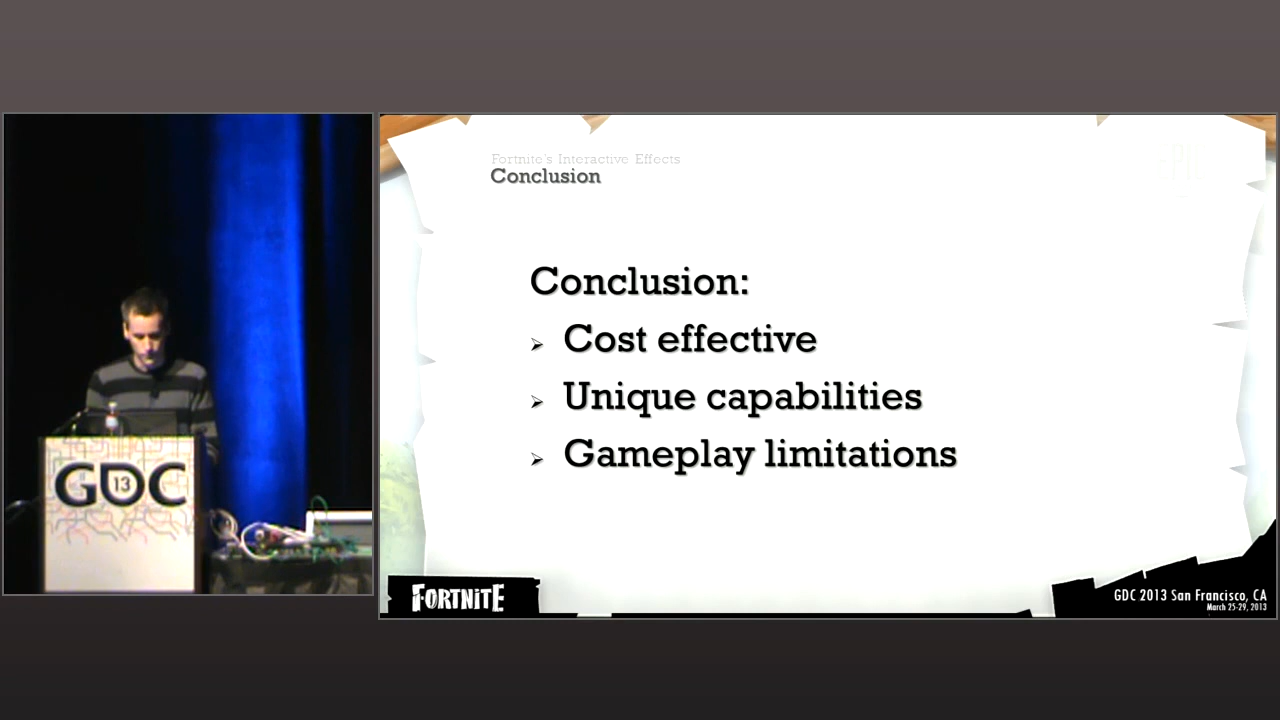 GDC
13
Fortnite's Interactive Effects
Conclusion
Conclusion:
➢ Cost effective
➢ Unique capabilities
➢ Gameplay limitations
FORTNITE
GDC 2013 San Francisco, CA
March 25-29, 2013